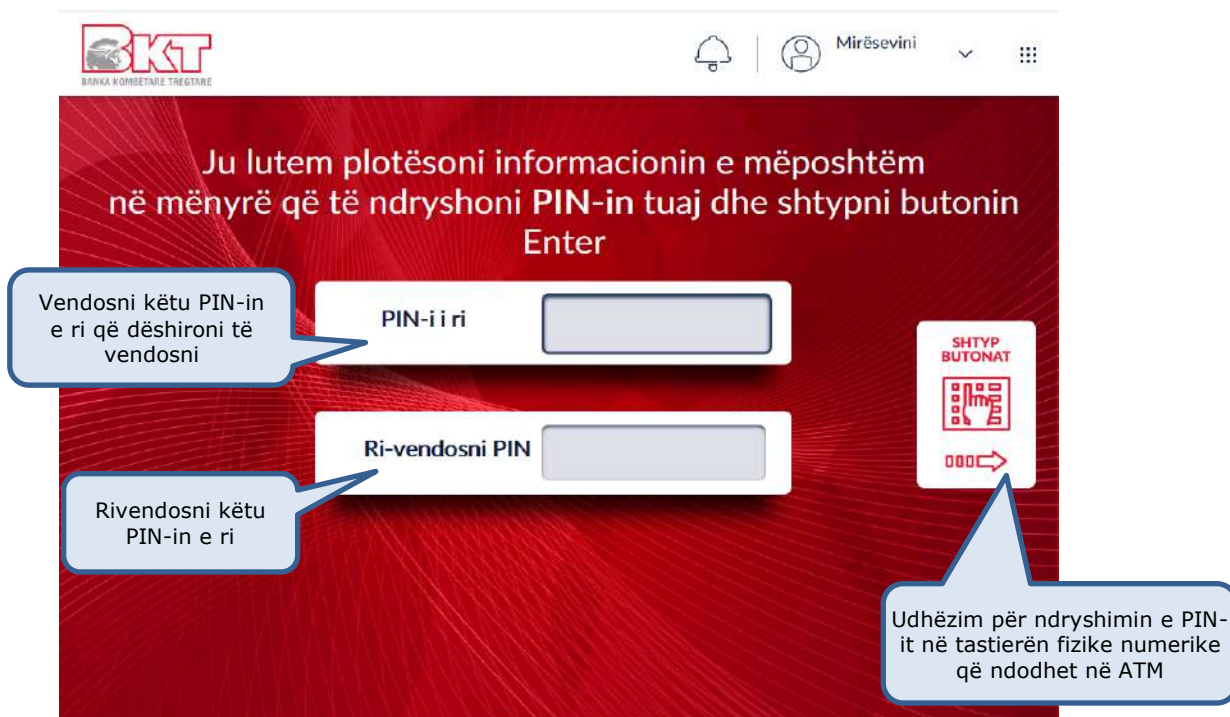 BKT
BANKA KOMBËTARE TREGTARE
Mirësevini
Ju lutem plotësoni informacionin e mëposhtëm
në mënyrë që të ndryshoni PIN-in tuaj dhe shtypni butonin
Enter
Vendosni këtu PIN-in
e ri që dëshironi të
vendosni
PIN-i i ri
SHTYP
BUTONAT
Ri-vendosni PIN
Rivendosni këtu
PIN-in e ri
Udhëzim për ndryshimin e PIN-
it në tastierën fizike numerike
që ndodhet në ATM